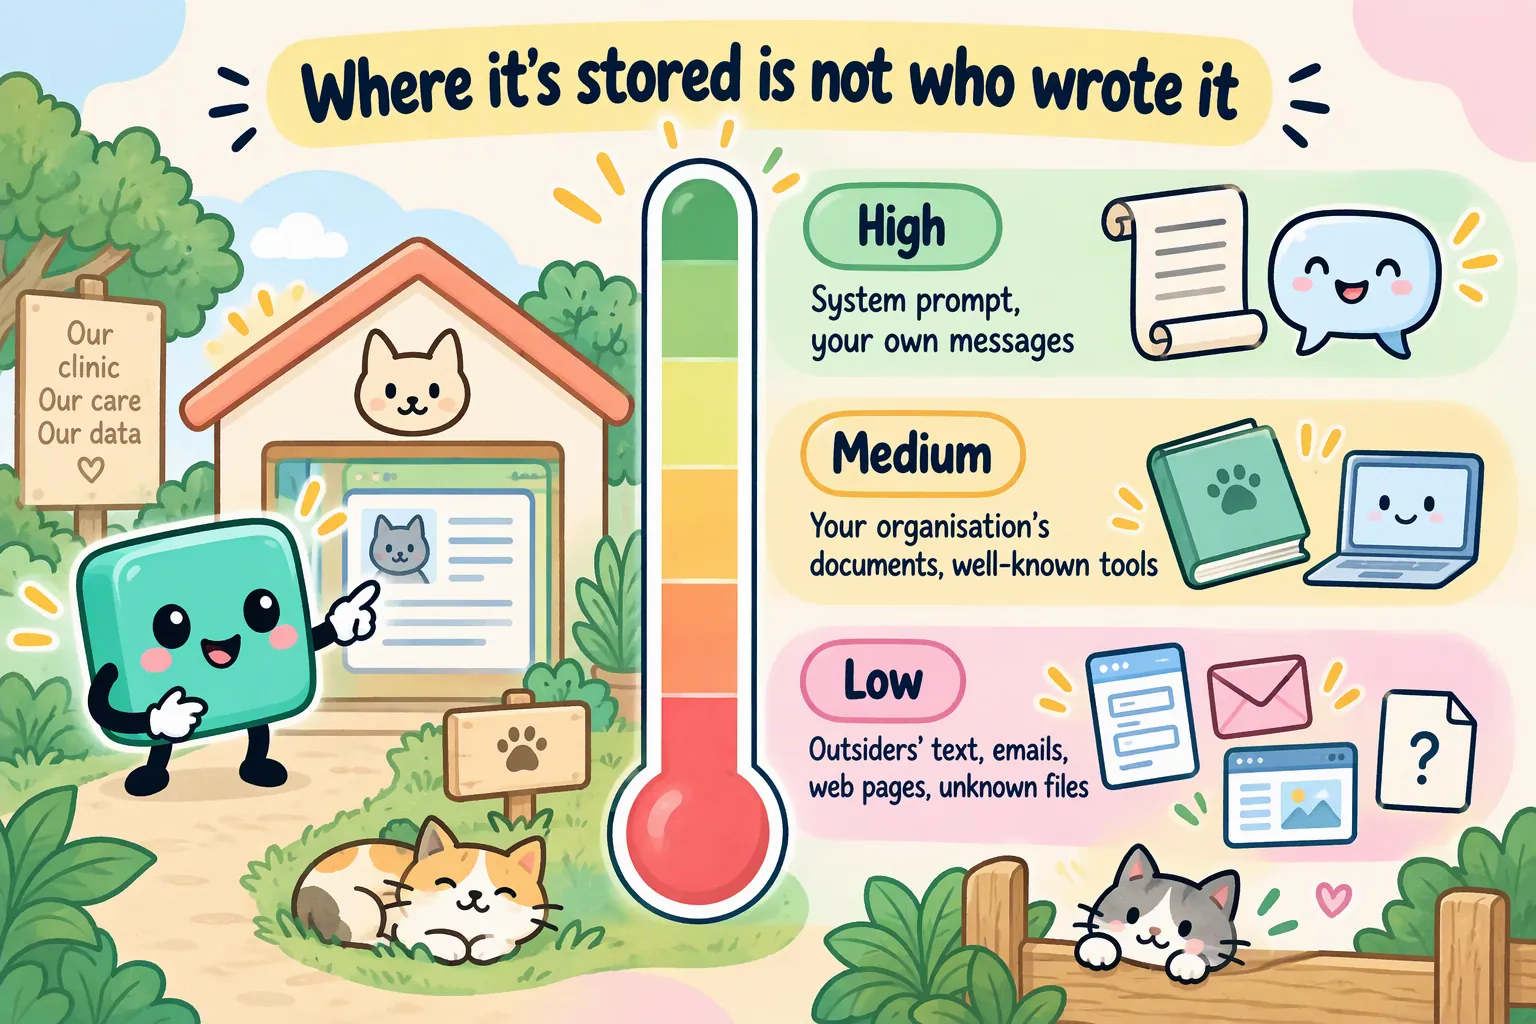 Where it's stored is not who wrote it
Our
clinic
Our care
Our data
High
System prompt,
your own messages
Medium
Your organisation's
documents, well-known tools
Low
Outsiders' text, emails,
web pages, unknown files
?